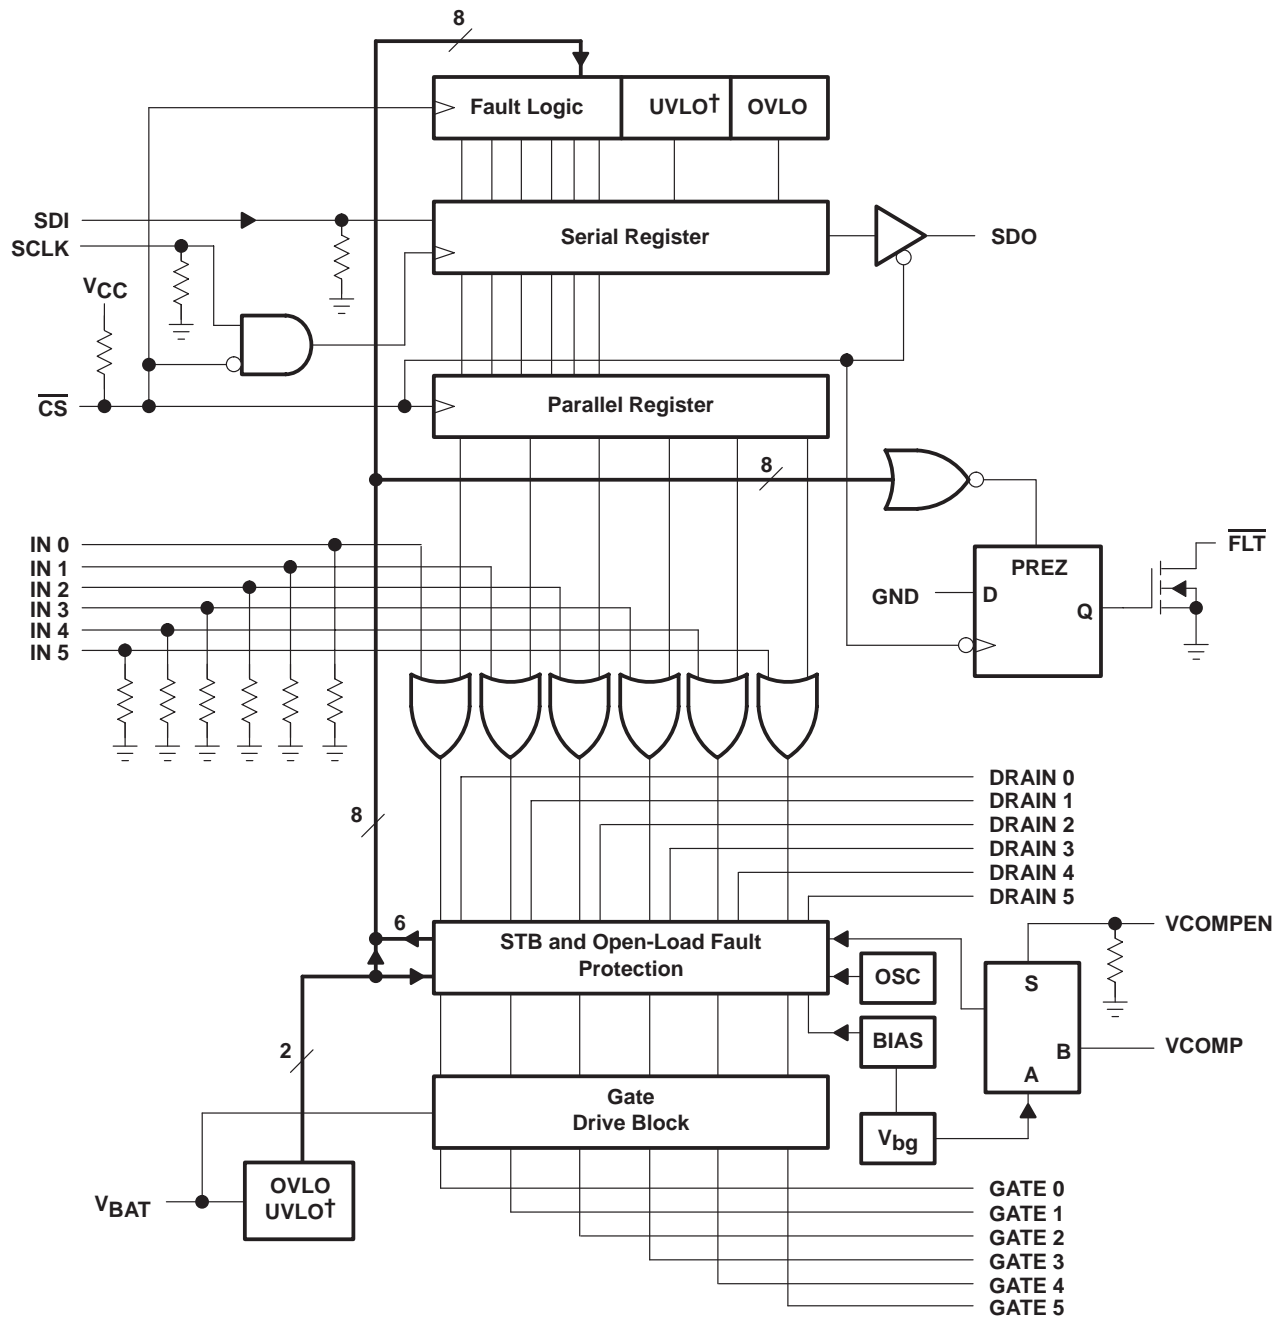 8
Fault Logic
UVLO†
OVLO
SDI
SCLK
Serial Register
SDO
VCC
CS
Parallel Register
8
IN 0
IN 1
IN 2
IN 3
IN 4
IN 5
FLT
PREZ
GND
D
Q
DRAIN 0
DRAIN 1
DRAIN 2
DRAIN 3
DRAIN 4
DRAIN 5
8
6
STB and Open-Load Fault
Protection
VCOMPEN
OSC
S
BIAS
B
VCOMP
A
2
Gate
Drive Block
Vbg
OVLO
UVLO†
VBAT
GATE 0
GATE 1
GATE 2
GATE 3
GATE 4
GATE 5